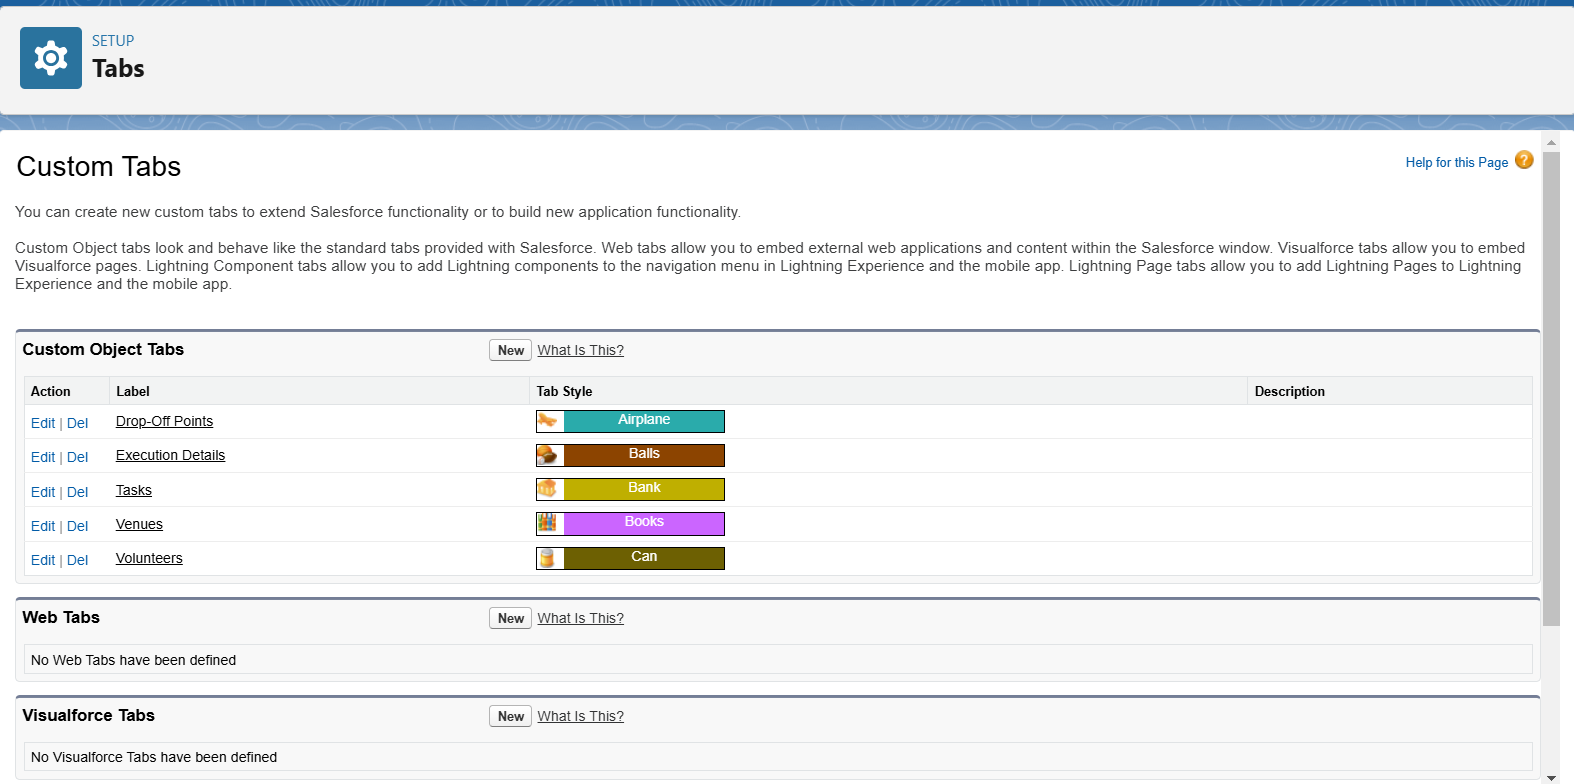 SETUP
Tabs
Custom Tabs
Help for this Page
?
You can create new custom tabs to extend Salesforce functionality or to build new application functionality.
Custom Object tabs look and behave like the standard tabs provided with Salesforce. Web tabs allow you to embed external web applications and content within the Salesforce window. Visualforce tabs allow you to embed
Visualforce pages. Lightning Component tabs allow you to add Lightning components to the navigation menu in Lightning Experience and the mobile app. Lightning Page tabs allow you to add Lightning Pages to Lightning
Experience and the mobile app.
Custom Object Tabs New What Is This?
Action Label Tab Style Description
Edit | Del Drop-Off Points Airplane
Edit | Del Execution Details Balls
Edit | Del Tasks Bank
Edit | Del Venues Books
Edit | Del Volunteers Can
Web Tabs New What Is This?
No Web Tabs have been defined
Visualforce Tabs New What Is This?
No Visualforce Tabs have been defined